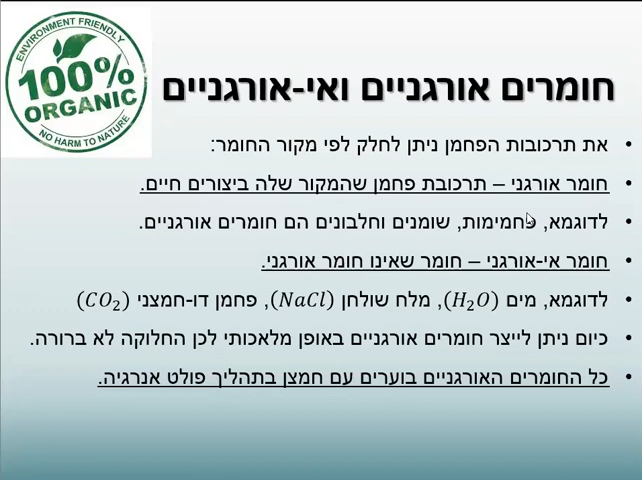 ENVIRONMENT FRIENDLY
100%
ORGANIC
NO HARM TO NATURE
חומרים אורגניים ואי-אורגניים
• את תרכובות הפחמן ניתן לחלק לפי מקור החומר:
• חומר אורגני – תרכובת פחמן שהמקור שלה ביצורים חיים.
• לדוגמא, פחמימות, שומנים וחלבונים הם חומרים אורגניים.
• חומר אי-אורגני – חומר שאינו חומר אורגני.
• לדוגמא, מים (H₂O), מלח שולחן (NaCl), פחמן דו-חמצני (CO₂)
• כיום ניתן לייצר חומרים אורגניים באופן מלאכותי לכן החלוקה לא ברורה.
• כל החומרים האורגניים בוערים עם חמצן בתהליך פולט אנרגיה.